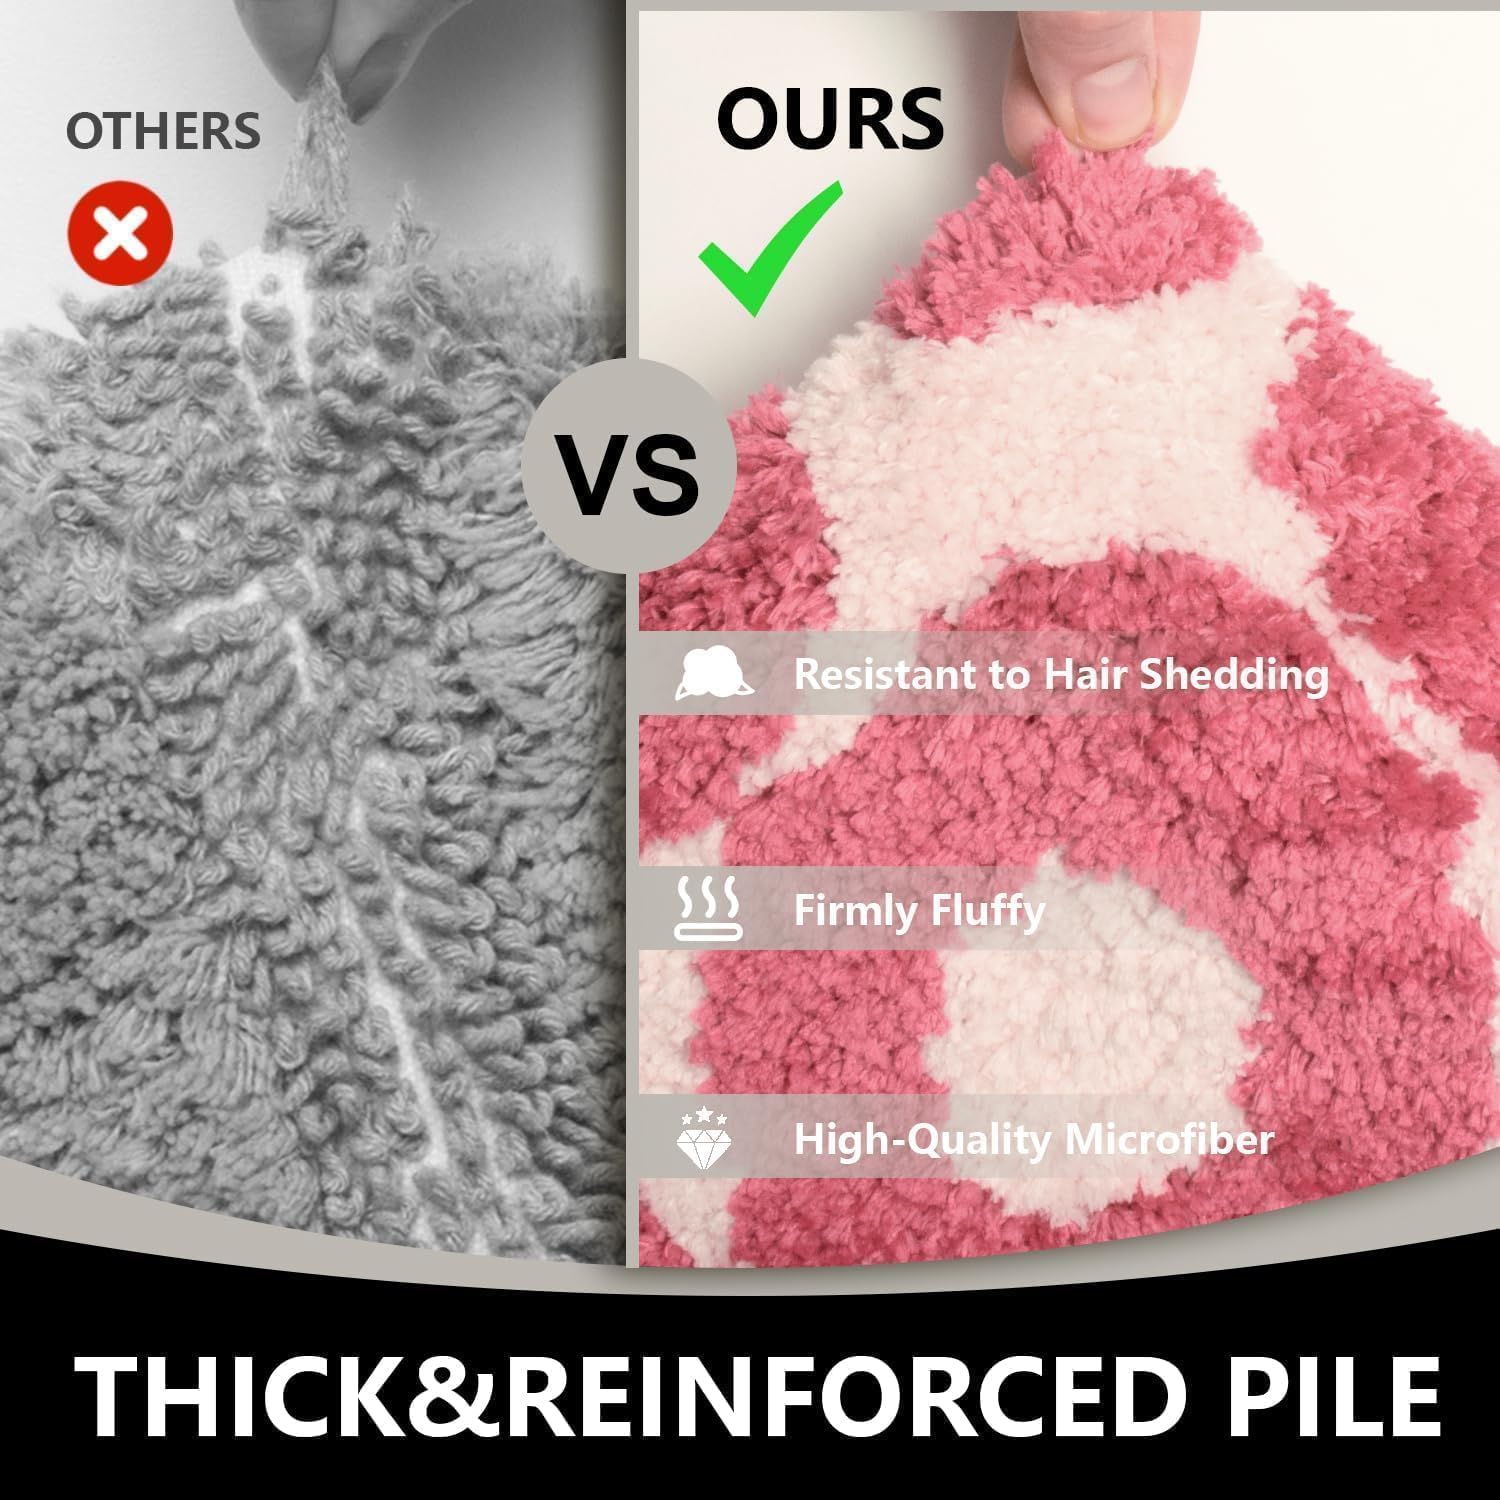 OTHERS
OURS
VS
Resistant to Hair Shedding
Firmly Fluffy
High-Quality Microfiber
THICK&REINFORCED PILE